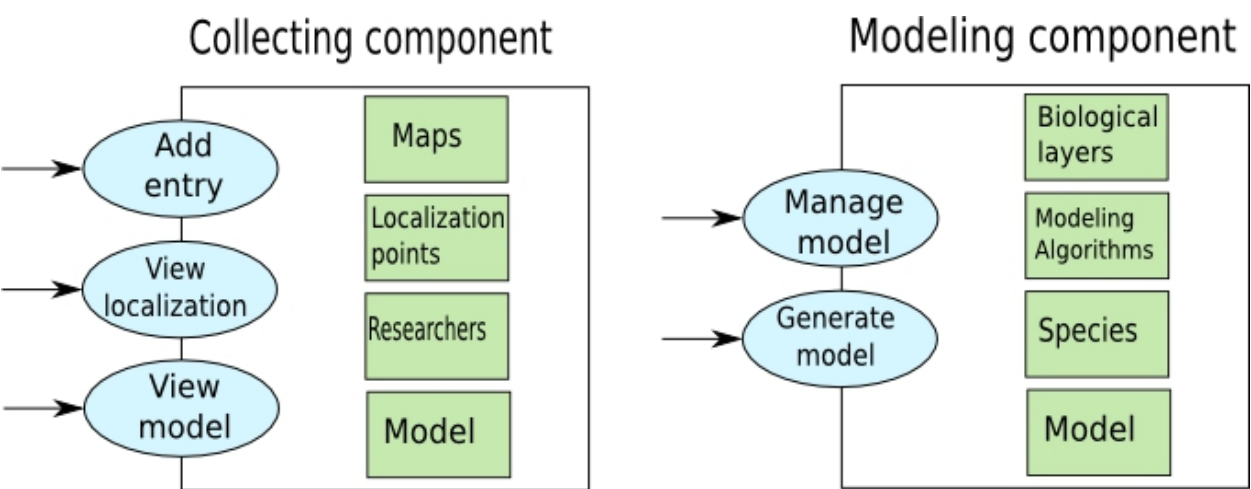 Collecting component
Add
entry
View
localization
View
model
Maps
Localization
points
Researchers
Model
Modeling component
Manage
model
Generate
model
Biological
layers
Modeling
Algorithms
Species
Model